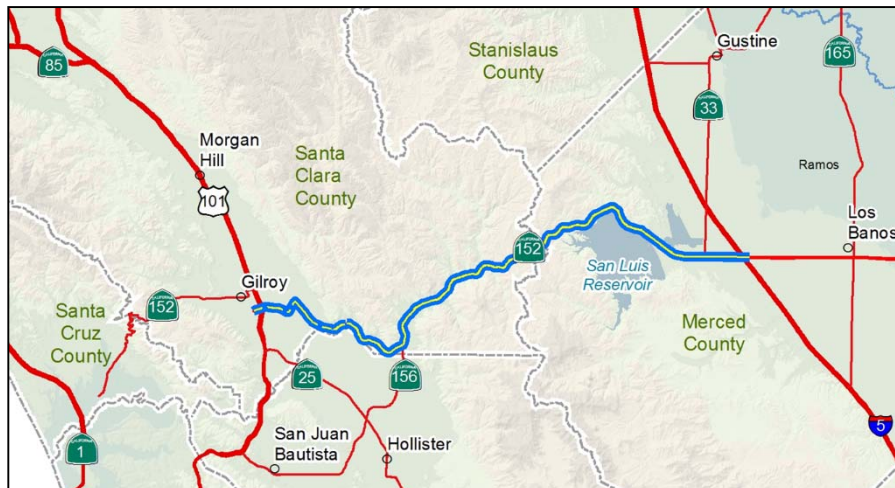 85
Stanislaus
County
Gustine
165
33
Morgan
Hill
Santa
Clara
County
101
Ramos
Los
Banos
152
San Luis
Reservoir
Gilroy
152
Santa
Cruz
County
Merced
County
25
156
5
1
San Juan
Bautista
Hollister